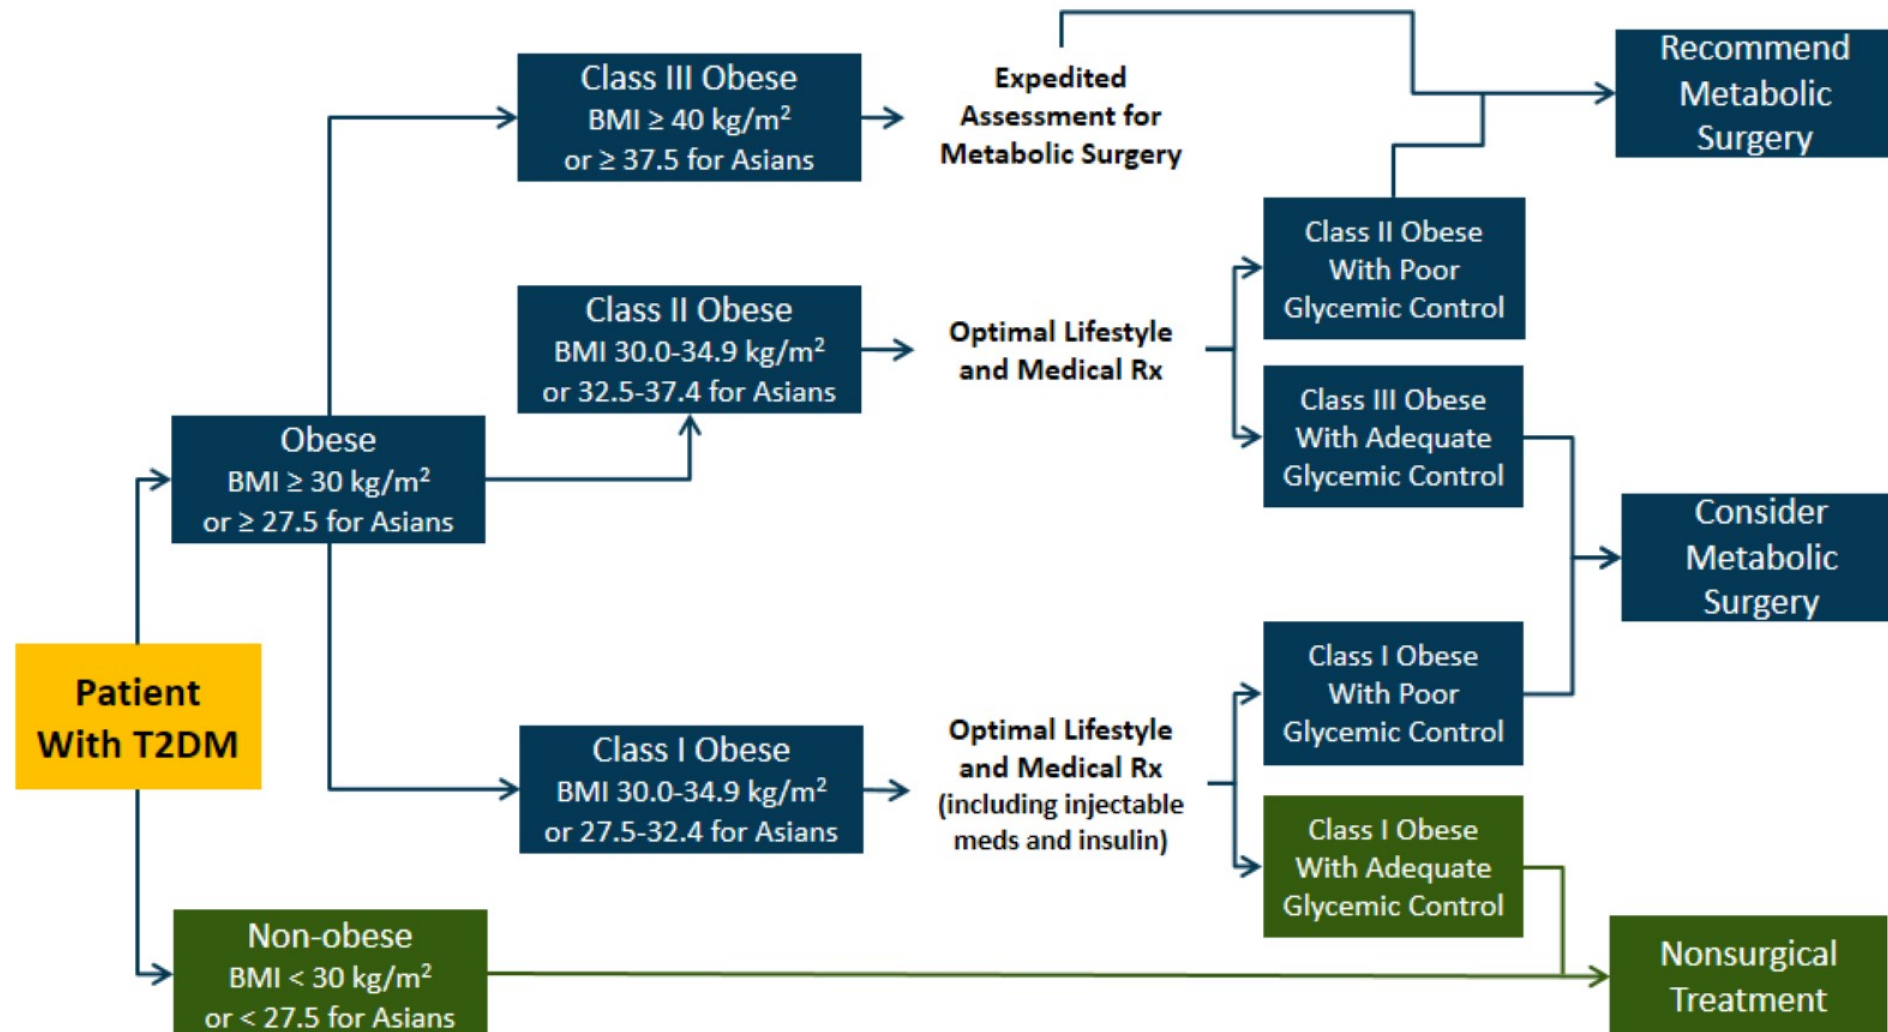 Class III Obese
BMI ≥ 40 kg/m²
or ≥ 37.5 for Asians
Expedited
Assessment for
Metabolic Surgery
Recommend
Metabolic
Surgery
Class II Obese
With Poor
Glycemic Control
Class II Obese
BMI 30.0-34.9 kg/m²
or 32.5-37.4 for Asians
Optimal Lifestyle
and Medical Rx
Class III Obese
With Adequate
Glycemic Control
Obese
BMI ≥ 30 kg/m²
or ≥ 27.5 for Asians
Consider
Metabolic
Surgery
Patient
With T2DM
Class I Obese
With Poor
Glycemic Control
Class I Obese
BMI 30.0-34.9 kg/m²
or 27.5-32.4 for Asians
Optimal Lifestyle
and Medical Rx
(including injectable
meds and insulin)
Class I Obese
With Adequate
Glycemic Control
Non-obese
BMI < 30 kg/m²
or < 27.5 for Asians
Nonsurgical
Treatment